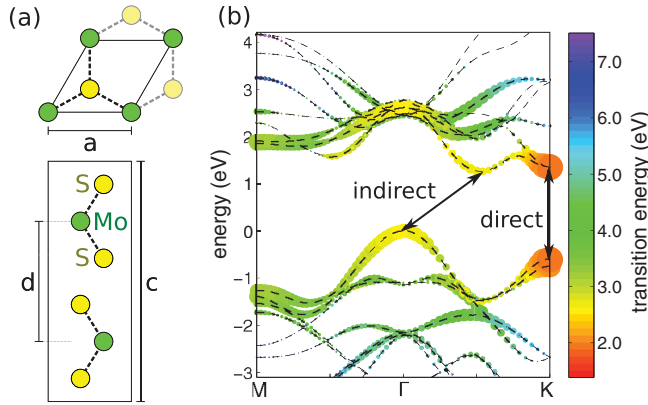 (a)
a
S
Mo
S
d
c
(b)
energy (eV)
4
3
2
1
0
−1
−2
−3
M
Γ
K
indirect
direct
7.0
6.0
5.0
4.0
3.0
2.0
transition energy (eV)